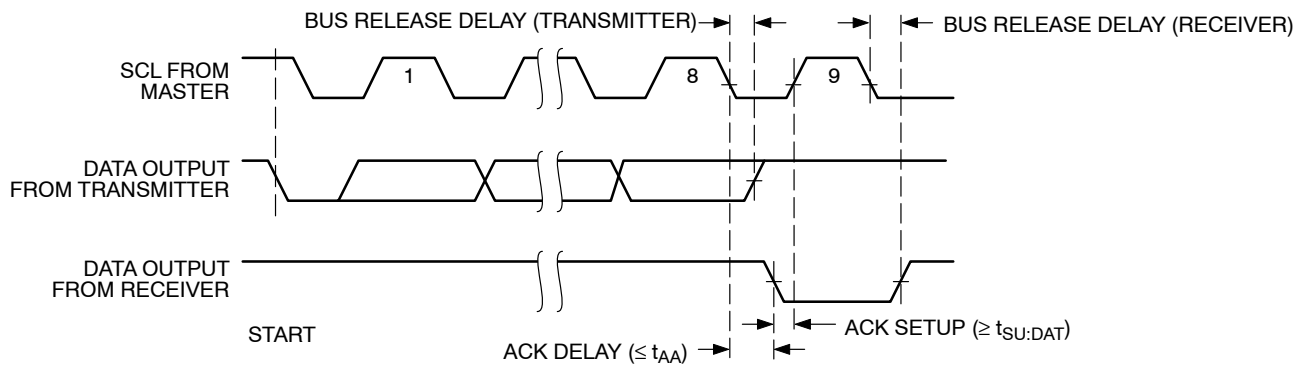 BUS RELEASE DELAY (TRANSMITTER)
BUS RELEASE DELAY (RECEIVER)
SCL FROM
MASTER
1
8
9
DATA OUTPUT
FROM TRANSMITTER
DATA OUTPUT
FROM RECEIVER
START
ACK SETUP (≥ tSU:DAT)
ACK DELAY (≤ tAA)